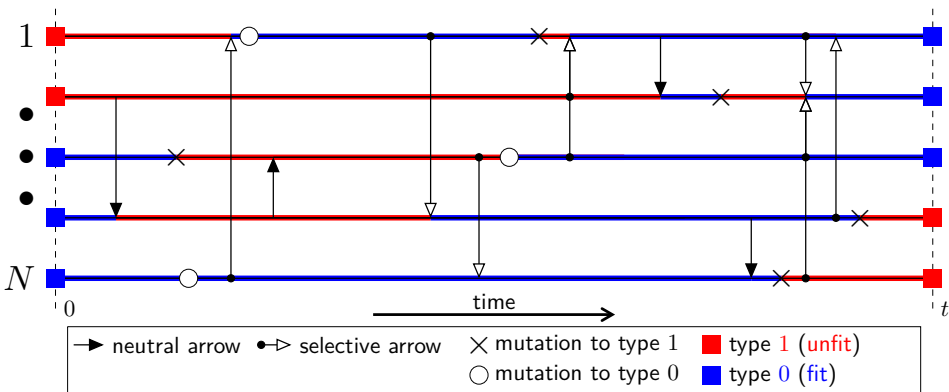 1
N
0
time
t
neutral arrow selective arrow mutation to type 1 type 1 (unfit)
mutation to type 0 type 0 (fit)